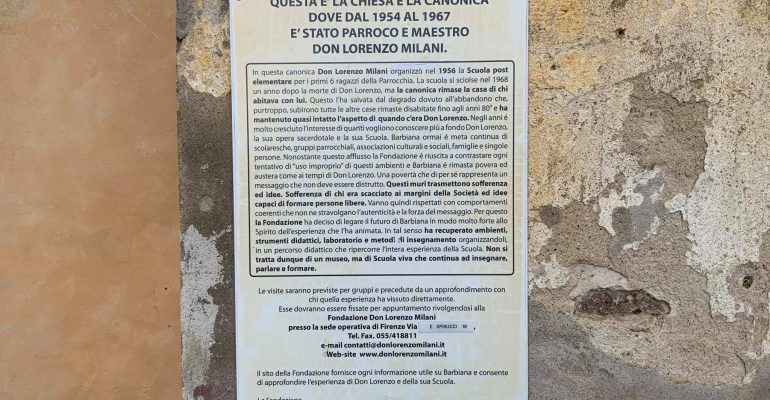 QUESTA E' LA CHIESA E LA CANONICA
DOVE DAL 1954 AL 1967
E' STATO PARROCO E MAESTRO
DON LORENZO MILANI.
In questa canonica Don Lorenzo Milani organizzò nel 1956 la Scuola post
elementare per i primi 6 ragazzi della Parrocchia. La scuola si sciolse nel 1968
un anno dopo la morte di Don Lorenzo, ma la canonica rimase la casa di chi
abitava con lui. Questo l'ha salvata dal degrado dovuto all'abbandono che,
purtroppo, subirono tutte le altre case rimaste disabitate fino agli anni 80° e ha
mantenuto quasi intatto l'aspetto di quando c'era Don Lorenzo. Negli anni é
molto cresciuto l'interesse di quanti vogliono conoscere più a fondo Don Lorenzo,
la sua opera sacerdotale e la sua Scuola. Barbiana ormai é meta continua di
scolaresche, gruppi parrocchiali, associazioni culturali e sociali, famiglie e singole
persone. Nonostante questo afflusso la Fondazione é riuscita a contrastare ogni
tentativo di "uso improprio" di questi ambienti e Barbiana é rimasta povera ed
austera come ai tempi di Don Lorenzo. Una povertà che di per sé rappresenta un
messaggio che non deve essere distrutto. Questi muri trasmettono sofferenza
ed idee. Sofferenza di chi era scacciato ai margini della Società ed idee
capaci di formare persone libere. Vanno quindi rispettati con comportamenti
coerenti che non ne stravolgano l'autenticità e la forza del messaggio. Per questo
la Fondazione ha deciso di legare il futuro di Barbiana in modo molto forte allo
Spirito dell'esperienza che l'ha animata. In tal senso ha recuperato ambienti,
strumenti didattici, laboratorio e metodi di insegnamento organizzandoli,
in un percorso didattico che ripercorre l'intera esperienza della Scuola. Non si
tratta dunque di un museo, ma di Scuola viva che continua ad insegnare,
parlare e formare.
Le visite saranno previste per gruppi e precedute da un approfondimento con
chi quella esperienza ha vissuto direttamente.
Esse dovranno essere fissate per appuntamento rivolgendosi alla
Fondazione Don Lorenzo Milani
presso la sede operativa di Firenze Via E. SPINUCCI 19
Tel. Fax. 055/418811
e-mail contatti@donlorenzomilani.it
Web-site www.donlorenzomilani.it
Il sito della Fondazione fornisce ogni informazione utile su Barbiana e consente
di approfondire l'esperienza di Don Lorenzo e della sua Scuola.
La Fondazione